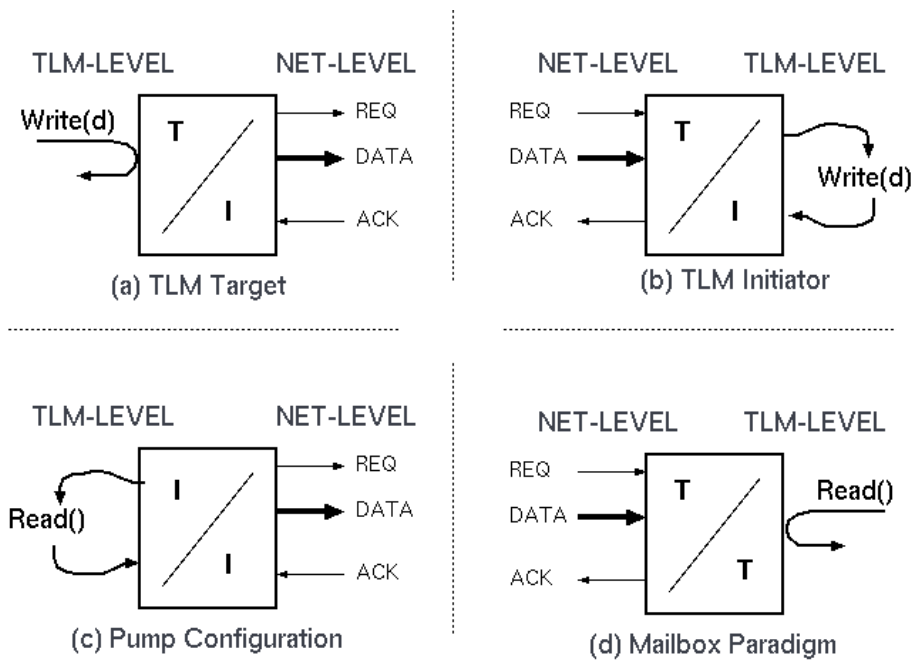 TLM-LEVEL NET-LEVEL
Write(d)
T
I
REQ
DATA
ACK
(a) TLM Target
NET-LEVEL TLM-LEVEL
REQ
DATA
ACK
T
I
Write(d)
(b) TLM Initiator
TLM-LEVEL NET-LEVEL
Read()
I
I
REQ
DATA
ACK
(c) Pump Configuration
NET-LEVEL TLM-LEVEL
REQ
DATA
ACK
T
T
Read()
(d) Mailbox Paradigm